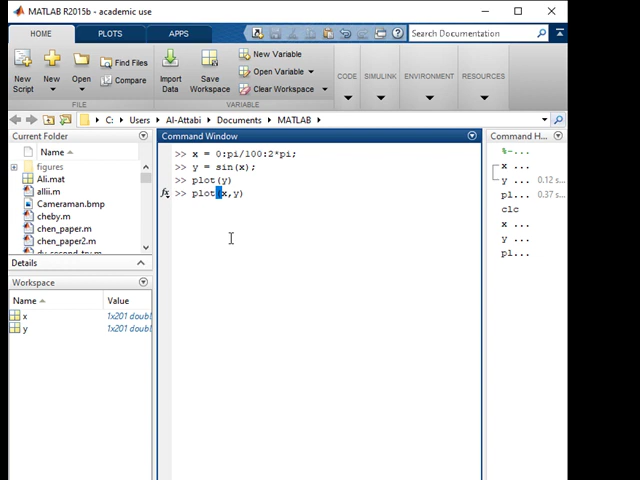 MATLAB R2015b - academic use
HOME PLOTS APPS
Search Documentation
New Script
New
Open
Find Files
Compare
Import Data
Save Workspace
New Variable
Open Variable
Clear Workspace
CODE
SIMULINK
ENVIRONMENT
RESOURCES
FILE
VARIABLE
C: Users Al-Attabi Documents MATLAB
Current Folder
Name
figures
Ali.mat
allii.m
Cameraman.bmp
cheby.m
chen_paper.m
chen_paper2.m
Details
Workspace
Name Value
x 1x201 doubl
y 1x201 doubl
Command Window
>> x = 0:pi/100:2*pi;
>> y = sin(x);
>> plot(y)
fx >> plot(x,y)
Command H...
%-...
x ...
y ... 0.12 s...
pl... 0.37 s...
clc
x ...
y ...
pl...